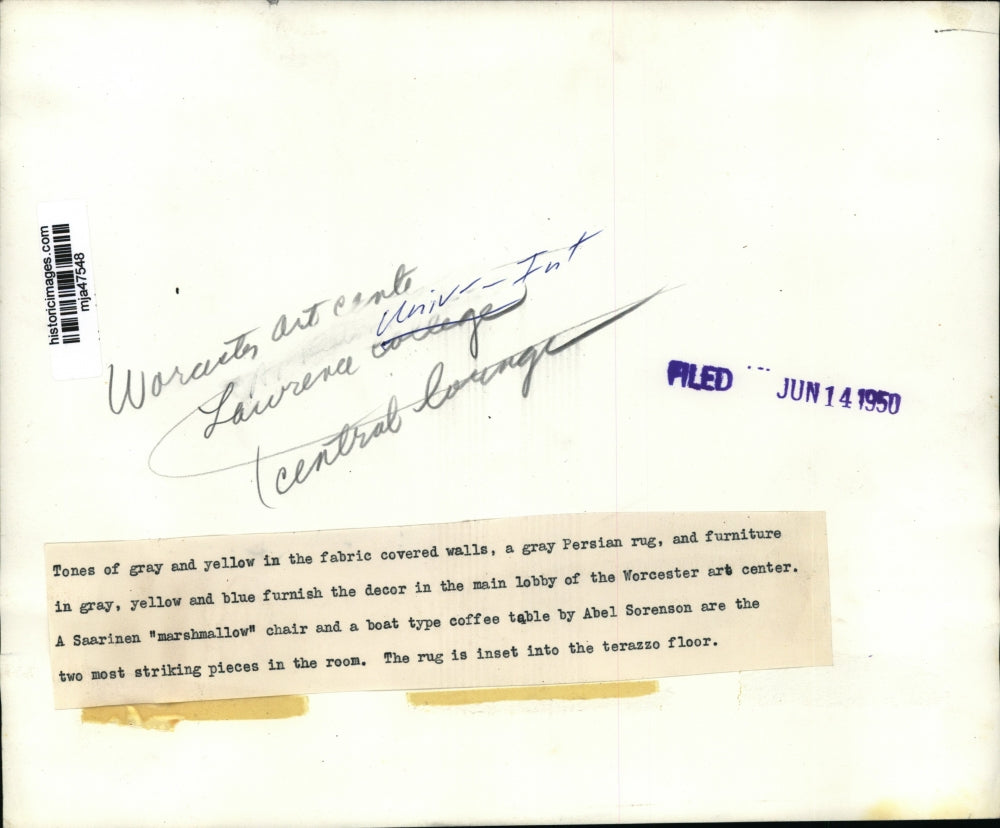 historicimages.com
mja47548
Worcester art cente
Univ - Int
Lawrence college
central lounge
FILED JUN 14 1950
Tones of gray and yellow in the fabric covered walls, a gray Persian rug, and furniture
in gray, yellow and blue furnish the decor in the main lobby of the Worcester art center.
A Saarinen "marshmallow" chair and a boat type coffee table by Abel Sorenson are the
two most striking pieces in the room. The rug is inset into the terazzo floor.